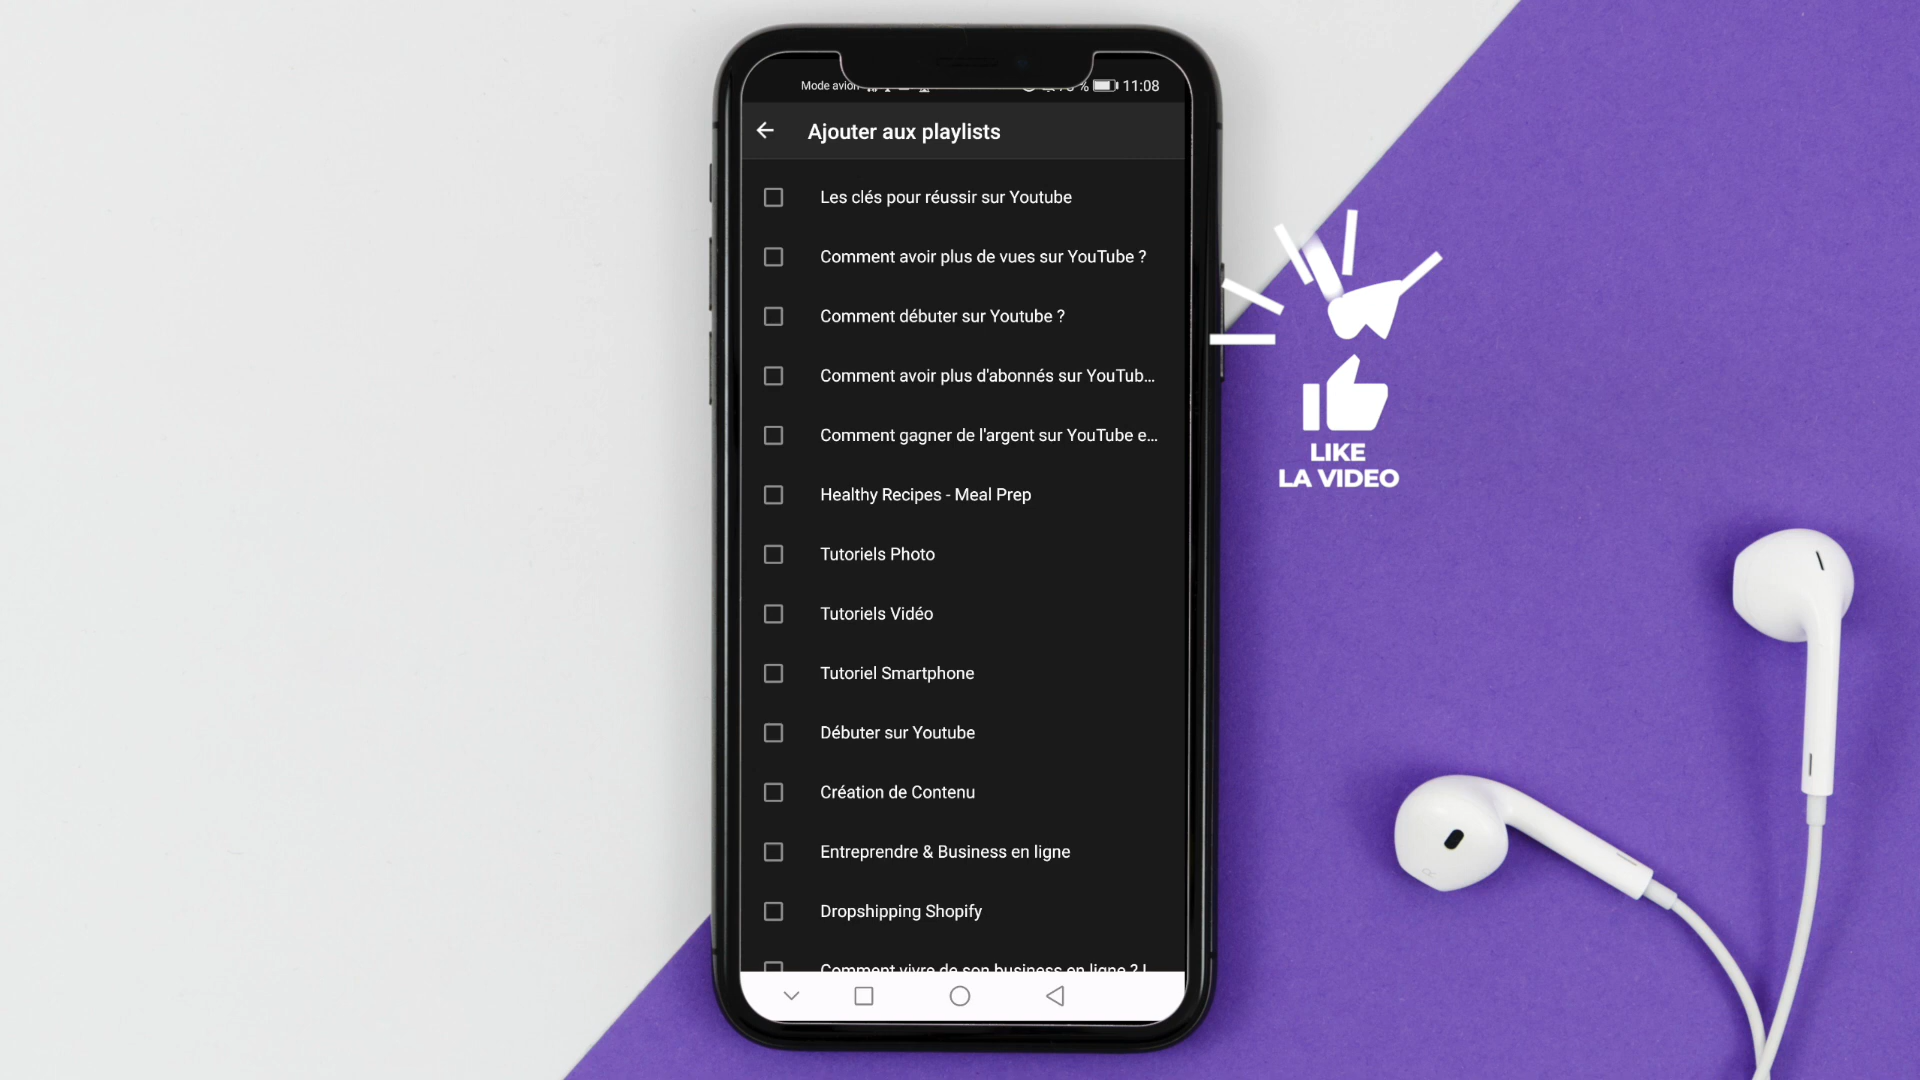 Mode avion
11:08
Ajouter aux playlists
Les clés pour réussir sur Youtube
Comment avoir plus de vues sur YouTube ?
Comment débuter sur Youtube ?
Comment avoir plus d'abonnés sur YouTub...
Comment gagner de l'argent sur YouTube e...
Healthy Recipes - Meal Prep
Tutoriels Photo
Tutoriels Vidéo
Tutoriel Smartphone
Débuter sur Youtube
Création de Contenu
Entreprendre & Business en ligne
Dropshipping Shopify
Comment vivre de son business en ligne ?
LIKE
LA VIDEO